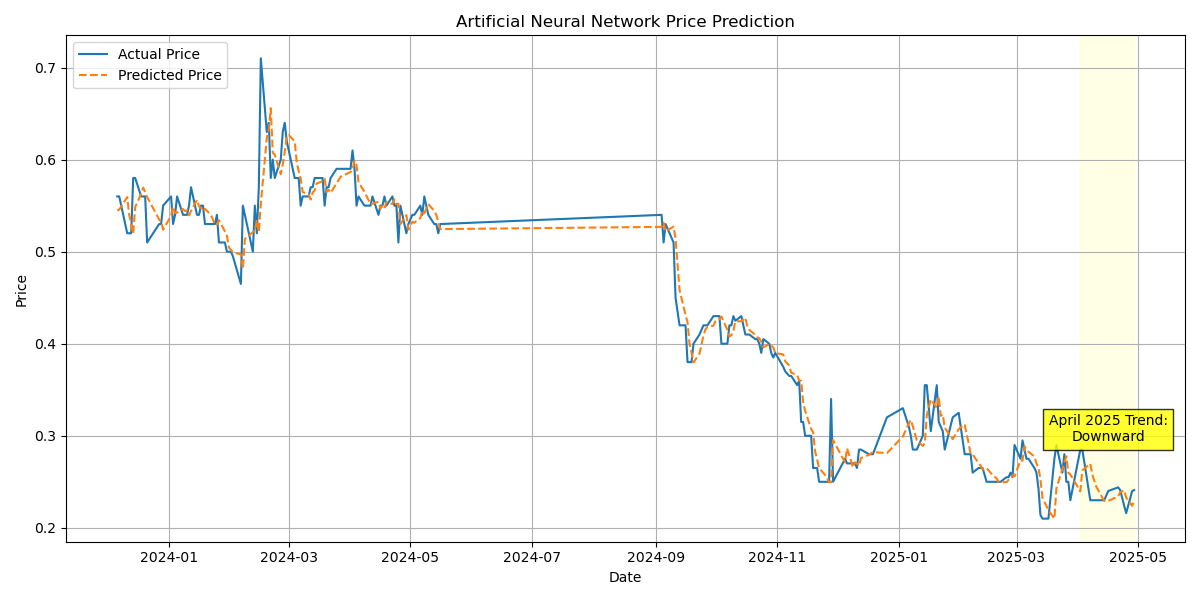 Artificial Neural Network Price Prediction
Actual Price
Predicted Price
April 2025 Trend:
Downward
Price
0.7
0.6
0.5
0.4
0.3
0.2
2024-01
2024-03
2024-05
2024-07
2024-09
2024-11
2025-01
2025-03
2025-05
Date